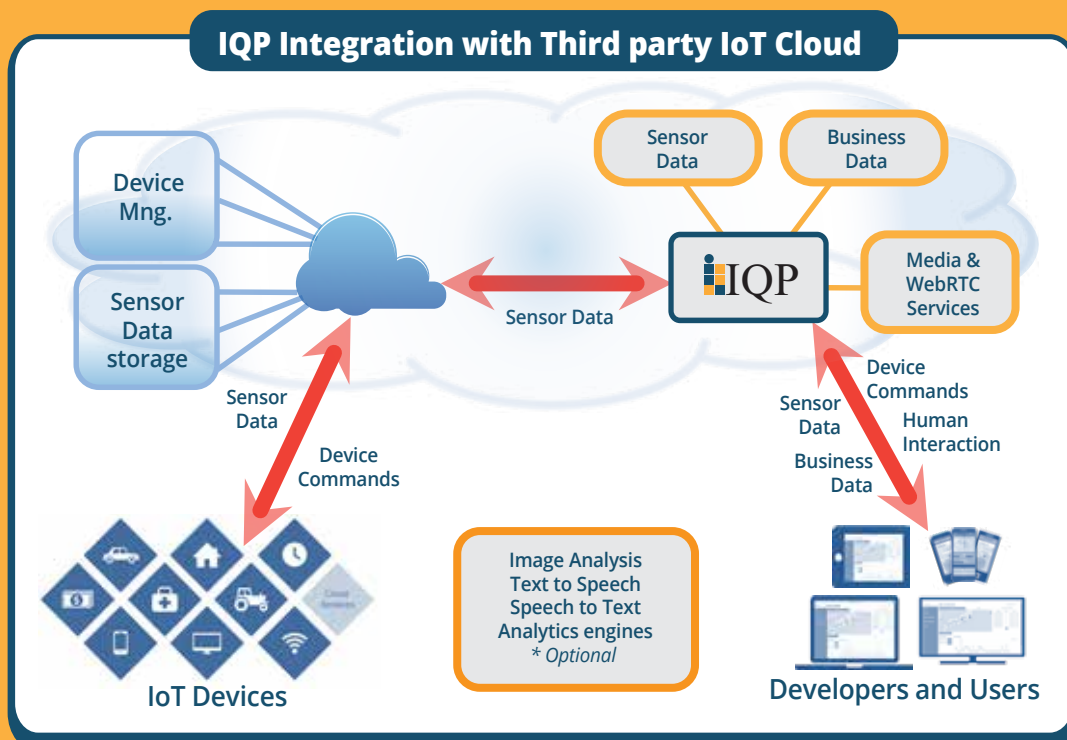 IQP Integration with Third party IoT Cloud
Device
Mng.
Sensor
Data
storage
Sensor
Data
Business
Data
IQP
Media &
WebRTC
Services
Sensor Data
Sensor
Data
Device
Commands
Device
Commands
Sensor
Data
Human
Interaction
Business
Data
Cloud
Services
Image Analysis
Text to Speech
Speech to Text
Analytics engines
* Optional
IoT Devices
Developers and Users